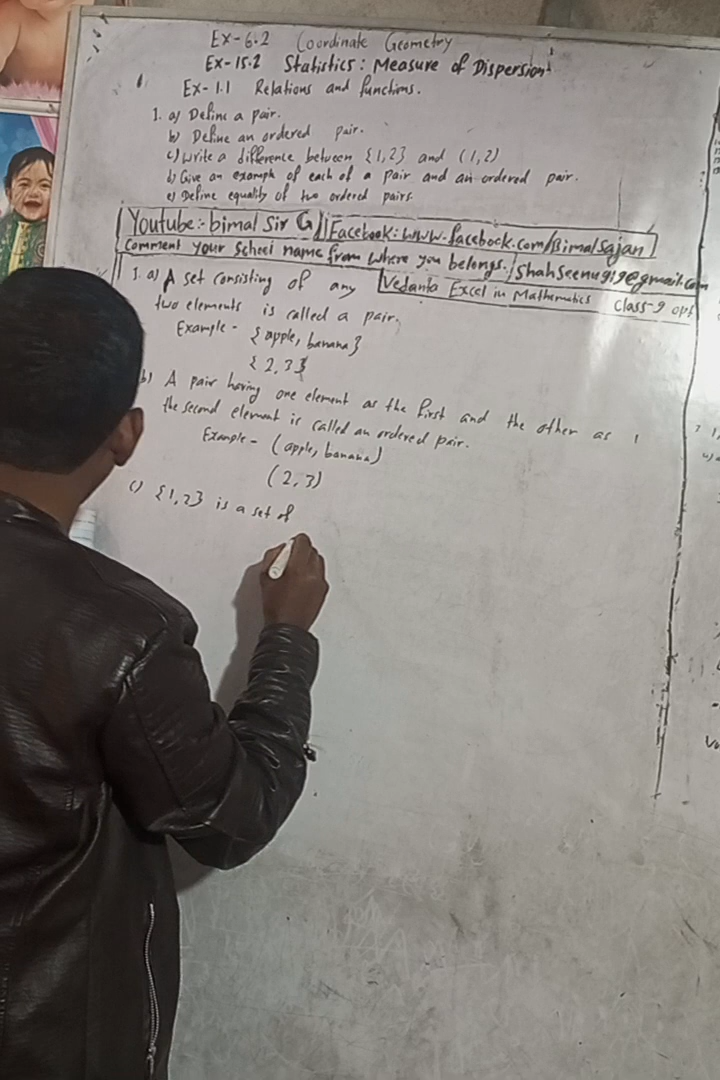 Ex-6.2 Coordinate Geometry
Ex-15.2 Statistics: Measure of Dispersion
Ex-1.1 Relations and functions.
1. a) Define a pair.
b) Define an ordered pair.
c) Write a difference between {1,2} and (1,2)
d) Give an example of each of a pair and an ordered pair.
e) Define equality of two ordered pairs.
Youtube:- bimal Sir G Facebook: www.facebook.com/BimalSajan
Comment your School name from where you belongs.
Vedanta Excel in Mathematics Class-9 opt
1. a) A set consisting of any
two elements is called a pair.
Example - {apple, banana}
{2,3}
b) A pair having one element as the first and the other as
the second element is called an ordered pair.
Example - (apple, banana)
(2,3)
c) {1,2} is a set of